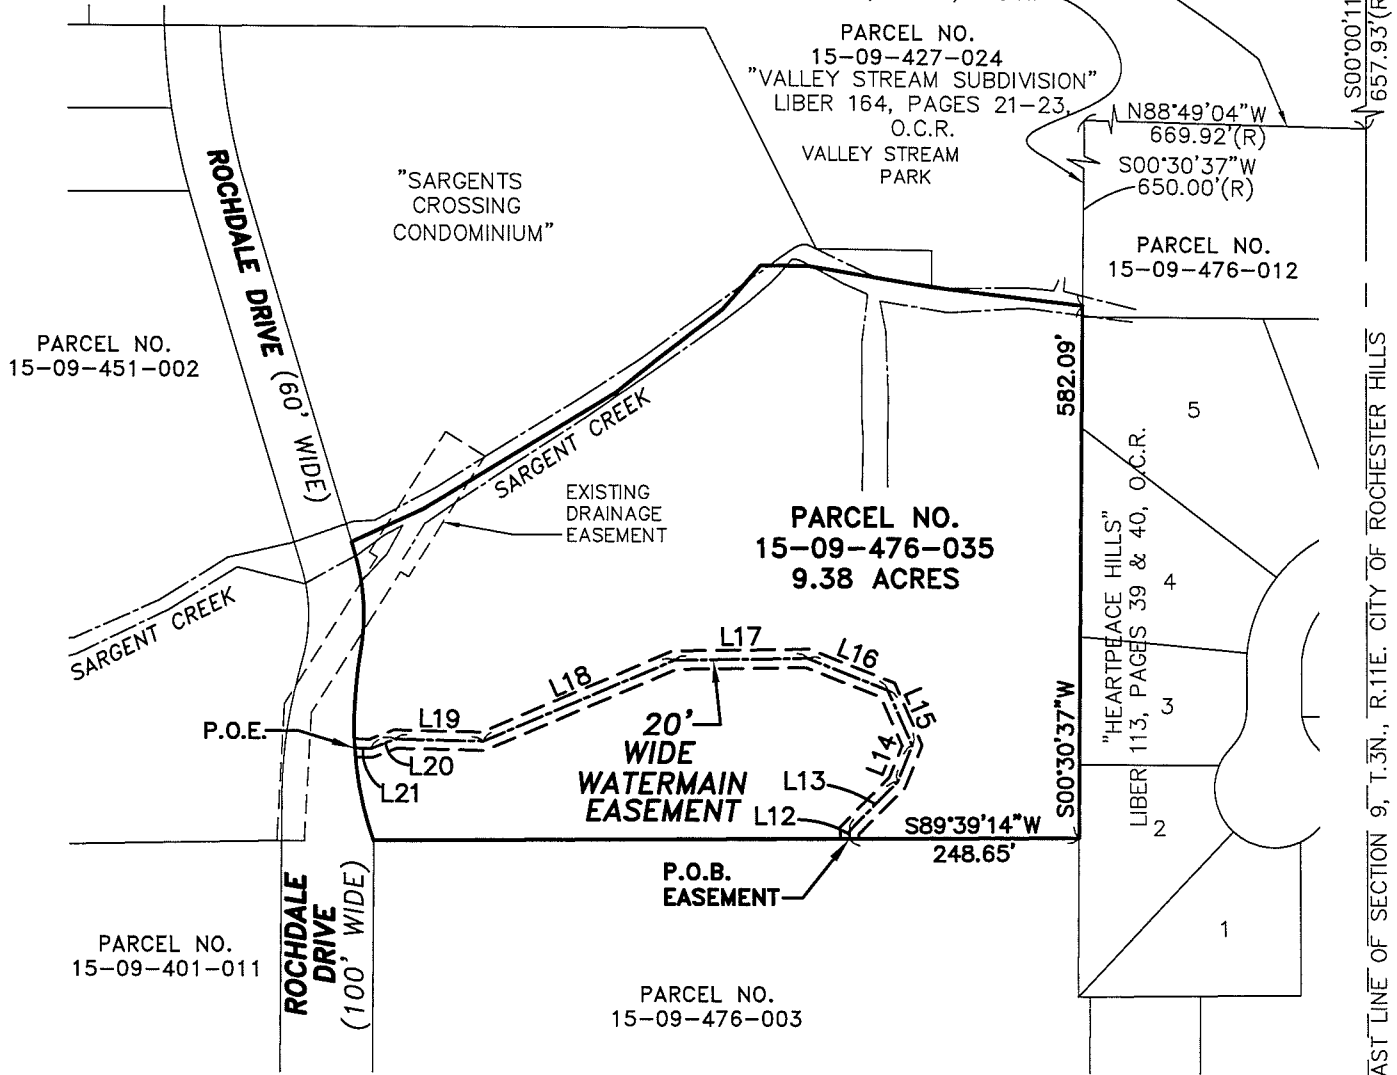 PARCEL NO.
15-09-427-024
"VALLEY STREAM SUBDIVISION"
LIBER 164, PAGES 21-23,
O.C.R.
VALLEY STREAM
PARK
S00°00'11
657.93'(R
N88°49'04"W
669.92'(R)
S00°30'37"W
650.00'(R)
PARCEL NO.
15-09-476-012
"SARGENTS
CROSSING
CONDOMINIUM"
ROCHDALE DRIVE (60' WIDE)
PARCEL NO.
15-09-451-002
SARGENT CREEK
SARGENT CREEK
EXISTING
DRAINAGE
EASEMENT
582.09'
PARCEL NO.
15-09-476-035
9.38 ACRES
5
4
3
2
1
"HEARTPEACE HILLS"
LIBER 113, PAGES 39 & 40, O.C.R.
AST LINE OF SECTION 9, T.3N., R.11E. CITY OF ROCHESTER HILLS
L17
L16
L18
L15
L19
P.O.E.
L20
L21
20'
WIDE
WATERMAIN
EASEMENT
L14
L13
L12
S00°30'37"W
S89°39'14"W
248.65'
P.O.B.
EASEMENT
ROCHDALE
DRIVE
(100' WIDE)
PARCEL NO.
15-09-401-011
PARCEL NO.
15-09-476-003